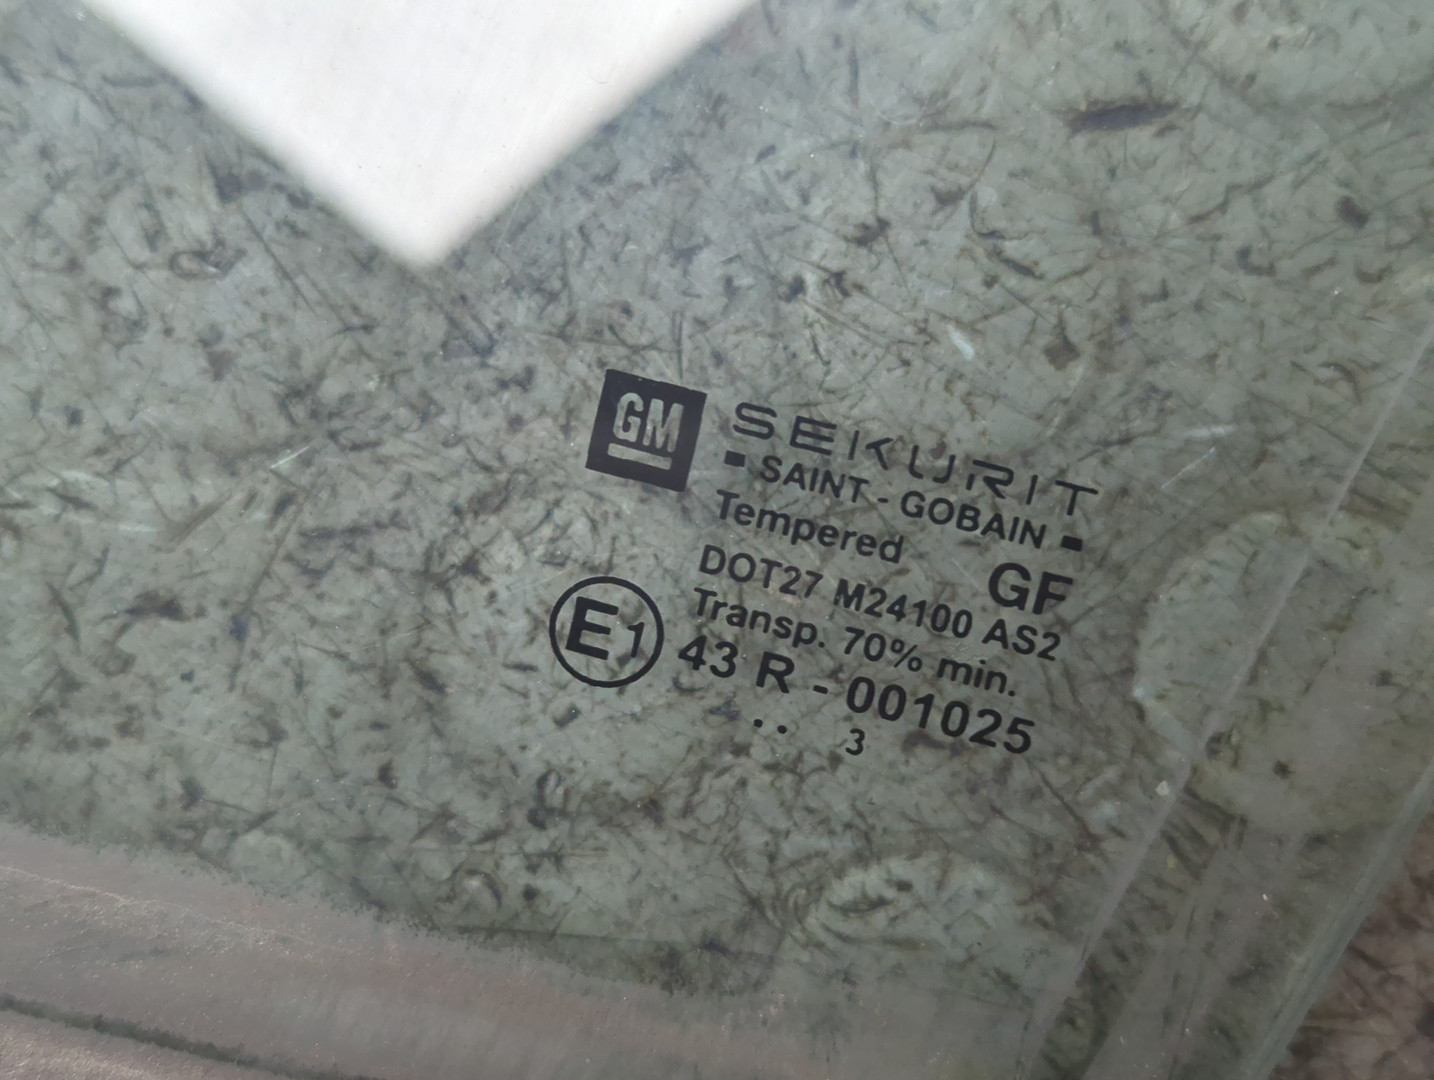 GM SEKURIT
SAINT - GOBAIN
Tempered GF
DOT27 M24100 AS2
Transp. 70% min.
E1 43 R - 001025
.. 3